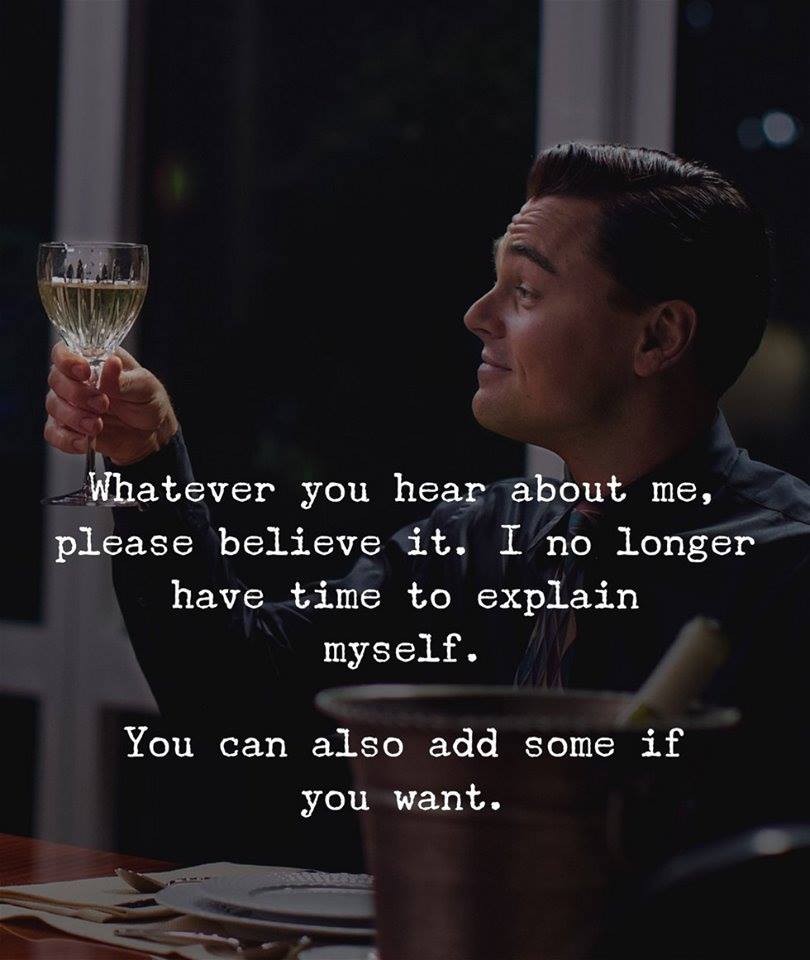 Whatever you hear about me,
please believe it. I no longer
have time to explain
myself.
You can also add some if
you want.